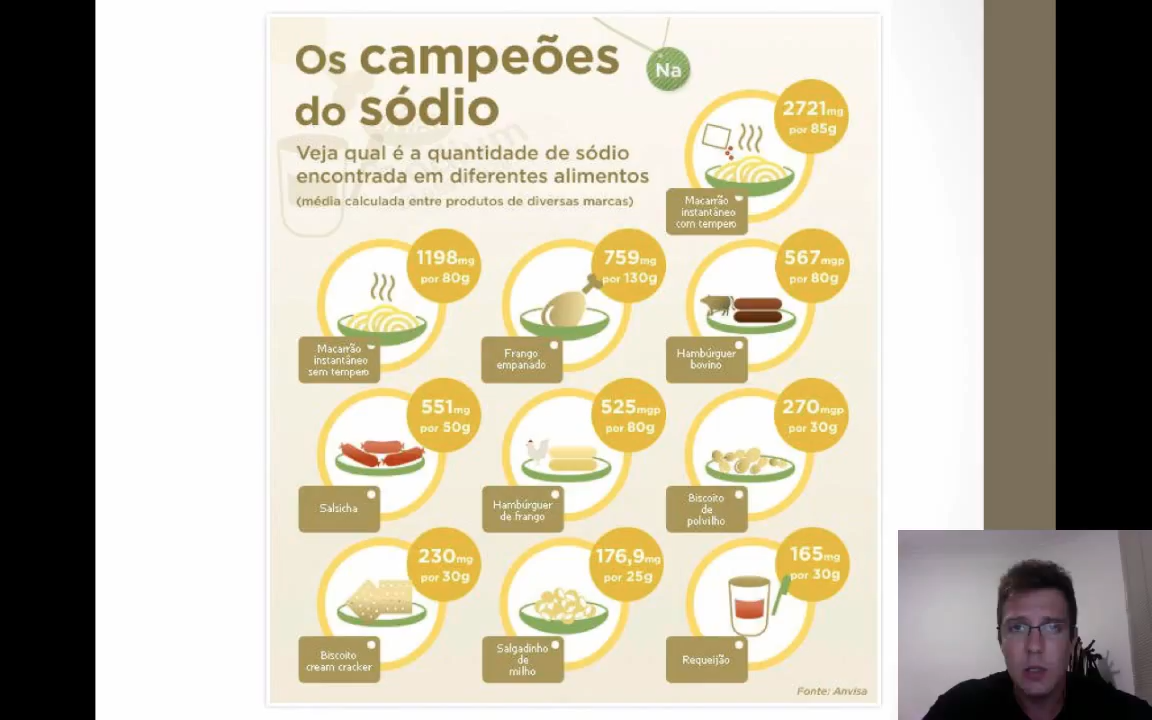 Os campeões
do sódio
Na
Veja qual é a quantidade de sódio
encontrada em diferentes alimentos
(média calculada entre produtos de diversas marcas)
2721mg
por 85g
Macarrão
instantâneo
com tempero
1198mg
por 80g
Macarrão
instantâneo
sem tempero
759mg
por 130g
Frango
empanado
567mgp
por 80g
Hambúrguer
bovino
551mg
por 50g
Salsicha
525mgp
por 80g
Hambúrguer
de frango
270mgp
por 30g
Biscoito
de
polvilho
230mg
por 30g
Biscoito
cream cracker
176,9mg
por 25g
Salgadinho
de
milho
165mg
por 30g
Requeijão
Fonte: Anvisa